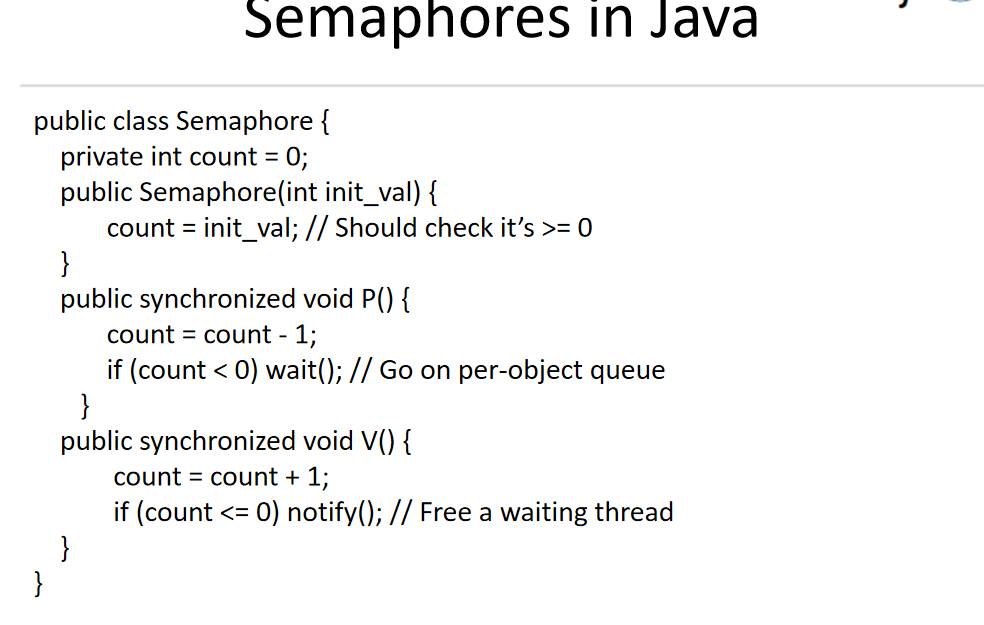 Semaphores in Java
public class Semaphore {
private int count = 0;
public Semaphore(int init_val) {
count = init_val; // Should check it’s >= 0
}
public synchronized void P() {
count = count - 1;
if (count < 0) wait(); // Go on per-object queue
}
public synchronized void V() {
count = count + 1;
if (count <= 0) notify(); // Free a waiting thread
}
}